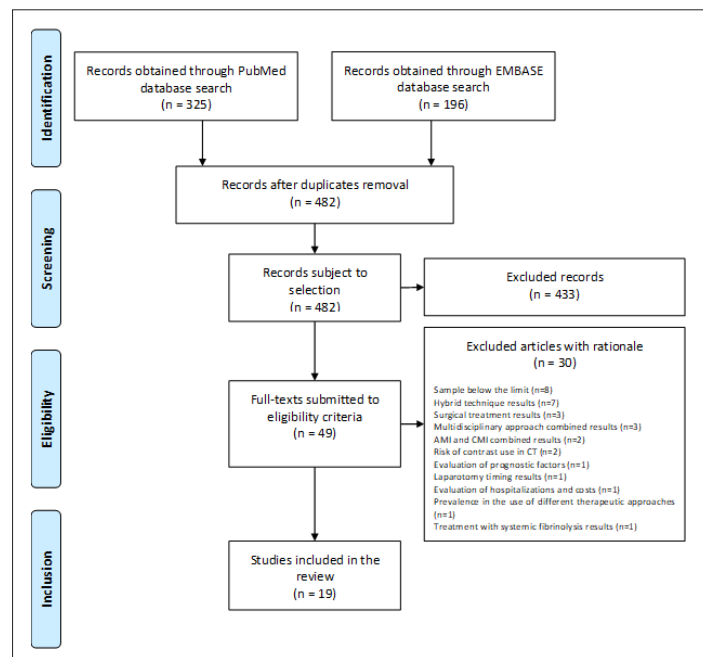 Identification
Records obtained through PubMed
database search
(n = 325)
Records obtained through EMBASE
database search
(n = 196)
Records after duplicates removal
(n = 482)
Screening
Records subject to
selection
(n = 482)
Excluded records
(n = 433)
Eligibility
Full-texts submitted to
eligibility criteria
(n = 49)
Excluded articles with rationale
(n = 30)
Sample below the limit (n=8)
Hybrid technique results (n=7)
Surgical treatment results (n=3)
Multidisciplinary approach combined results (n=3)
AMI and CMI combined results (n=2)
Risk of contrast use in CT (n=2)
Evaluation of prognostic factors (n=1)
Laparotomy timing results (n=1)
Evaluation of hospitalizations and costs (n=1)
Prevalence in the use of different therapeutic approaches
(n=1)
Treatment with systemic fibrinolysis results (n=1)
Inclusion
Studies included in the
review
(n = 19)